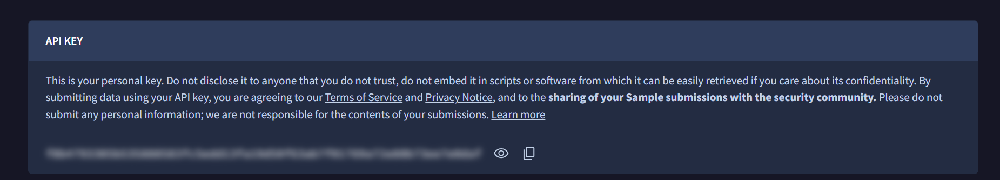 API KEY
This is your personal key. Do not disclose it to anyone that you do not trust, do not embed it in scripts or software from which it can be easily retrieved if you care about its confidentiality. By
submitting data using your API key, you are agreeing to our Terms of Service and Privacy Notice, and to the sharing of your Sample submissions with the security community. Please do not
submit any personal information; we are not responsible for the contents of your submissions. Learn more